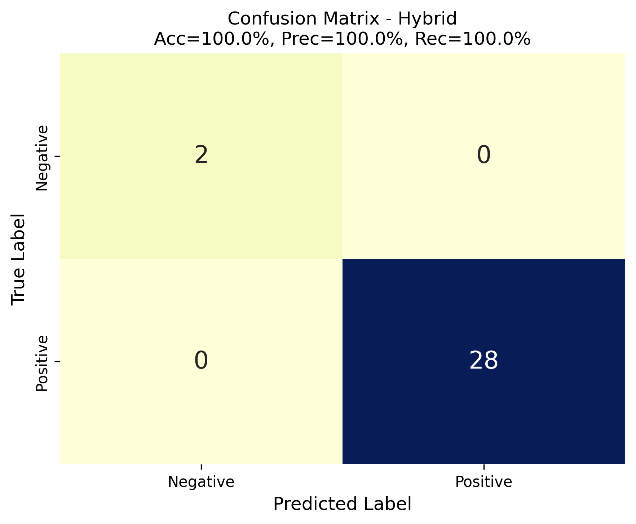 Confusion Matrix - Hybrid
Acc=100.0%, Prec=100.0%, Rec=100.0%
True Label
Negative
2
0
Positive
0
28
Negative
Positive
Predicted Label